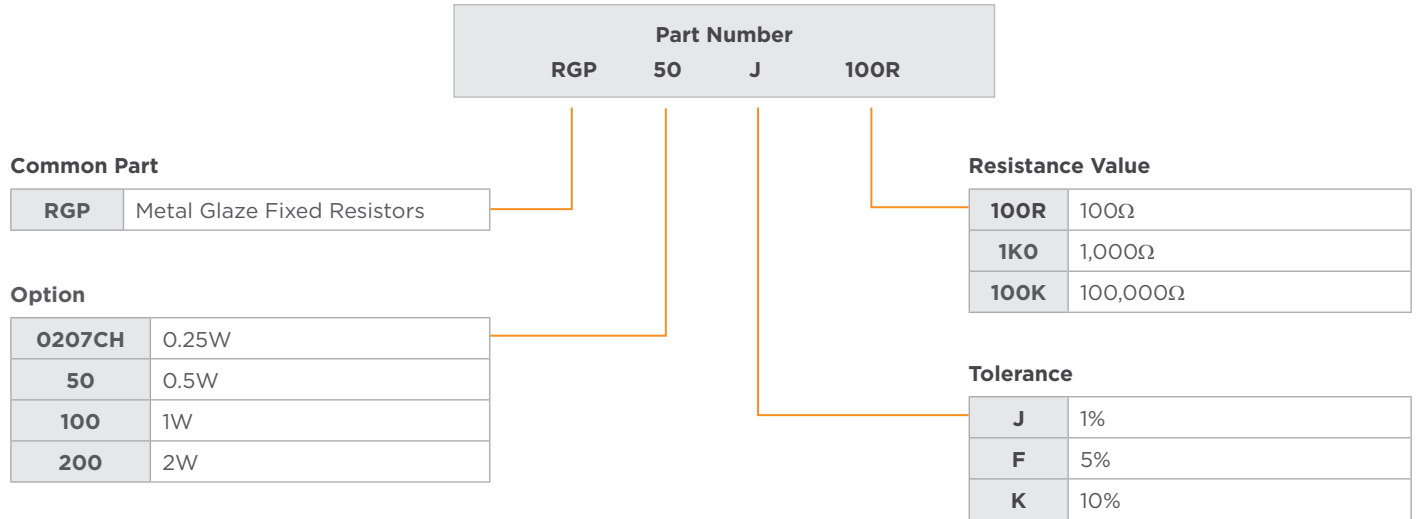 Part Number
RGP 50 J 100R
Common Part
RGP Metal Glaze Fixed Resistors
Option
0207CH 0.25W
50 0.5W
100 1W
200 2W
Resistance Value
100R 100Ω
1K0 1,000Ω
100K 100,000Ω
Tolerance
J 1%
F 5%
K 10%